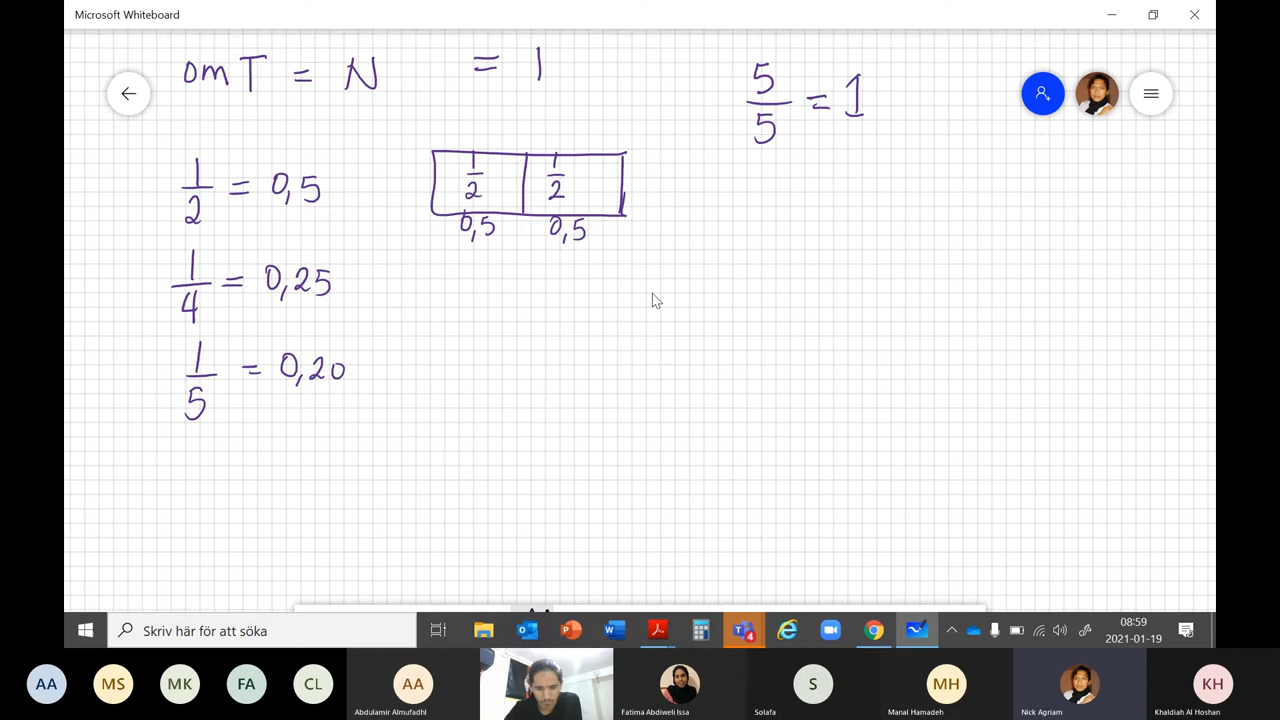 Microsoft Whiteboard
om T = N = 1
5/5 = 1
1/2 = 0,5
1/2 1/2
0,5 0,5
1/4 = 0,25
1/5 = 0,20
Skriv här för att söka
4
08:59
2021-01-19
AA MS MK FA CL AA S MH KH
Abdulamir Almufadhl Fatima Abdiweli Issa Solafa Manal Hamadeh Nick Agriam Khaldiah Al Hoshan